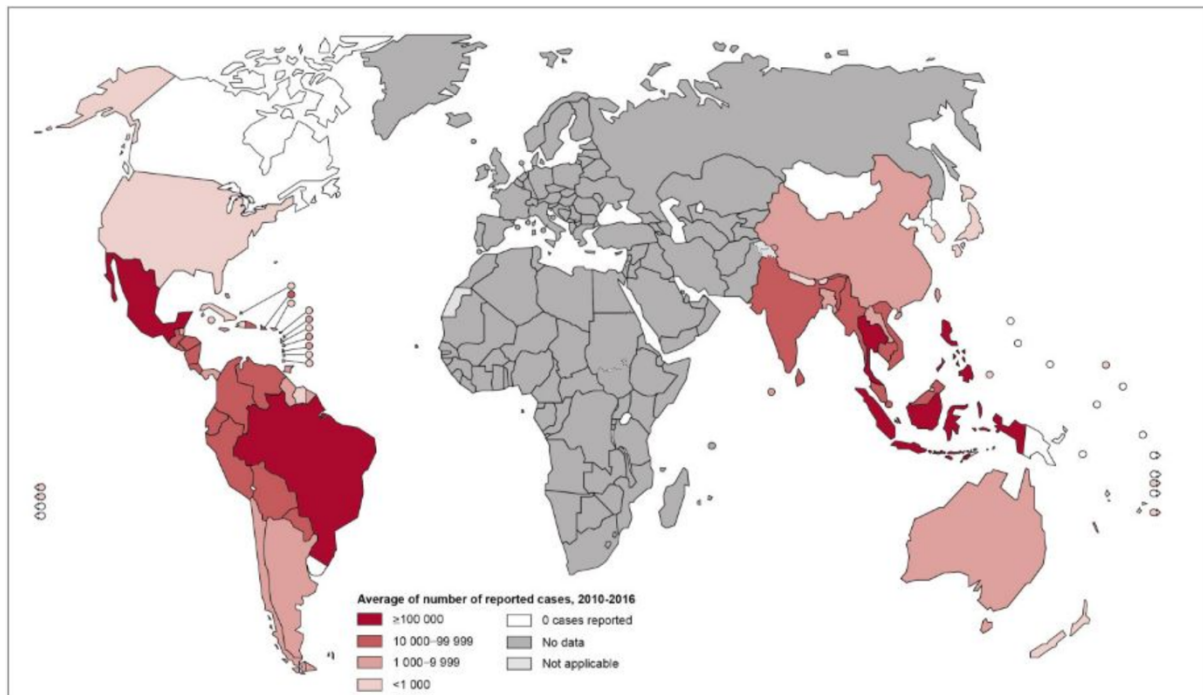 Average of number of reported cases, 2010-2016
≥100 000
10 000–99 999
1 000–9 999
<1 000
0 cases reported
No data
Not applicable